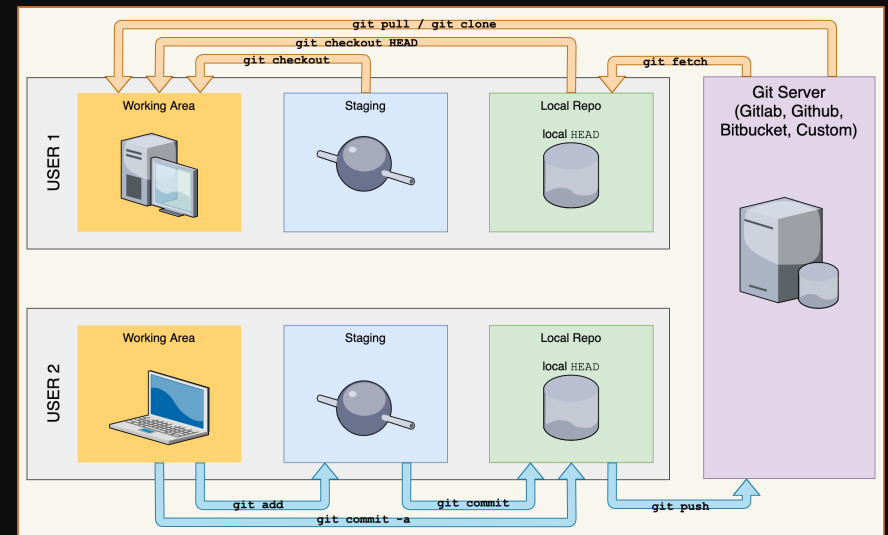 git pull / git clone
git checkout HEAD
git checkout
git fetch
USER 1
Working Area
Staging
Local Repo
local HEAD
Git Server
(Gitlab, Github,
Bitbucket, Custom)
USER 2
Working Area
Staging
Local Repo
local HEAD
git add
git commit
git commit -a
git push